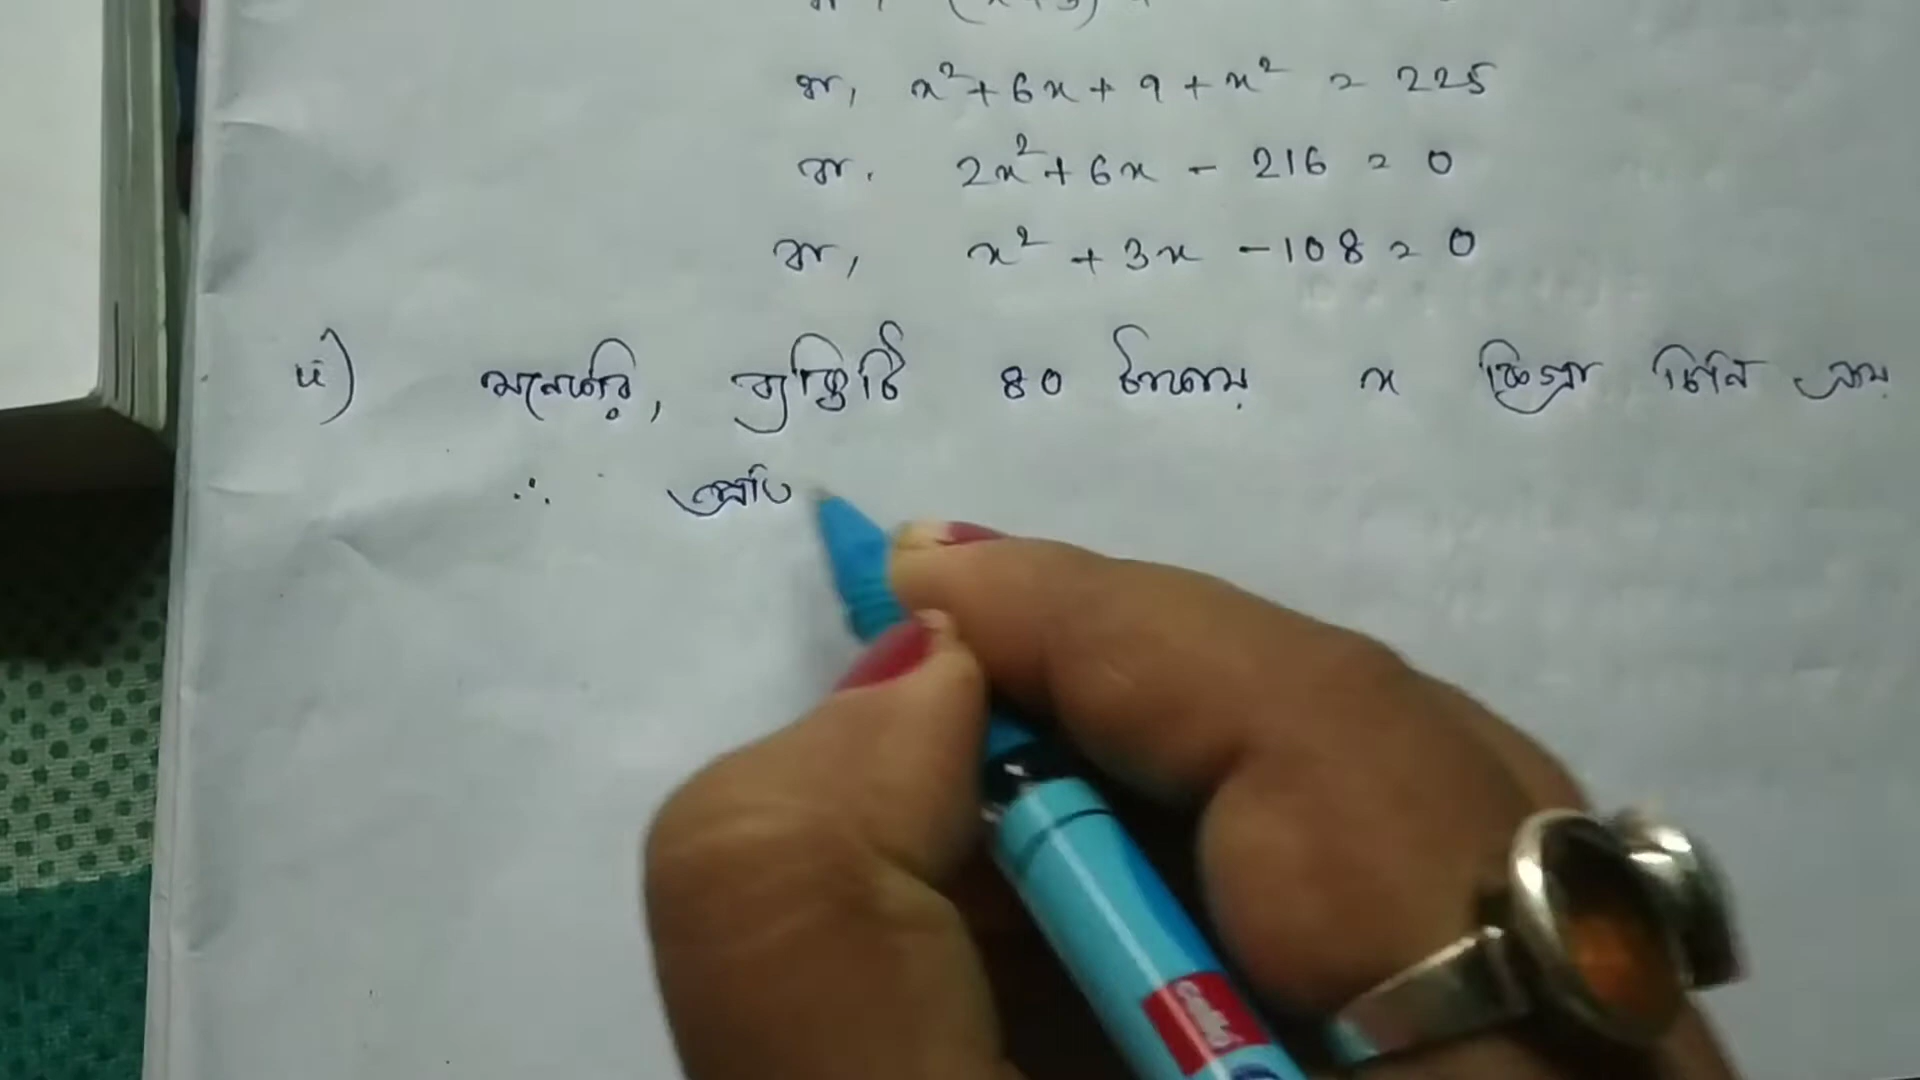 বা, x² + 6x + 9 + x² = 225
বা, 2x² + 6x - 216 = 0
বা, x² + 3x - 108 = 0
ii) মনেকরি, ব্যক্তিটি 80 টাকায় x কিগ্রা চিনি পায়
∴ প্রতি
Cello